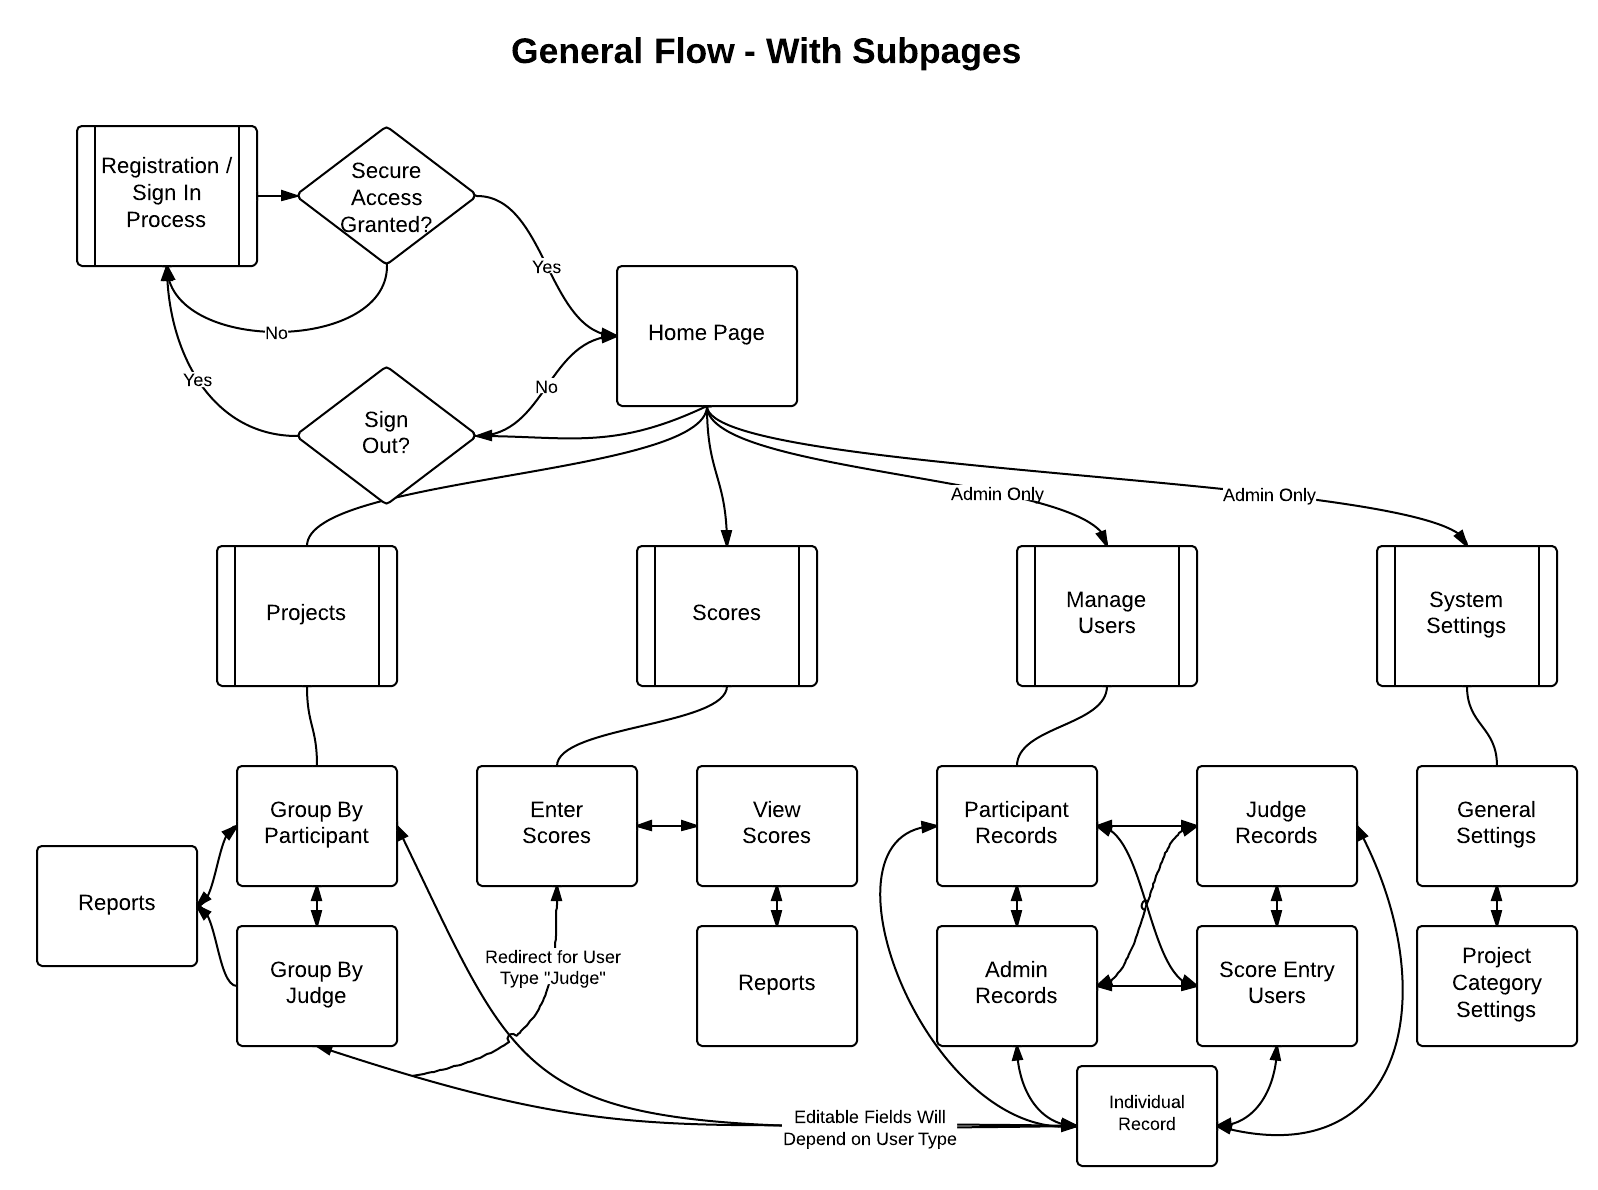 General Flow - With Subpages
Registration /
Sign In
Process
Secure
Access
Granted?
Yes
No
Home Page
Yes
No
Sign
Out?
Admin Only
Admin Only
Projects
Scores
Manage
Users
System
Settings
Group By
Participant
Enter
Scores
View
Scores
Participant
Records
Judge
Records
General
Settings
Reports
Group By
Judge
Redirect for User
Type "Judge"
Reports
Admin
Records
Score Entry
Users
Project
Category
Settings
Individual
Record
Editable Fields Will
Depend on User Type